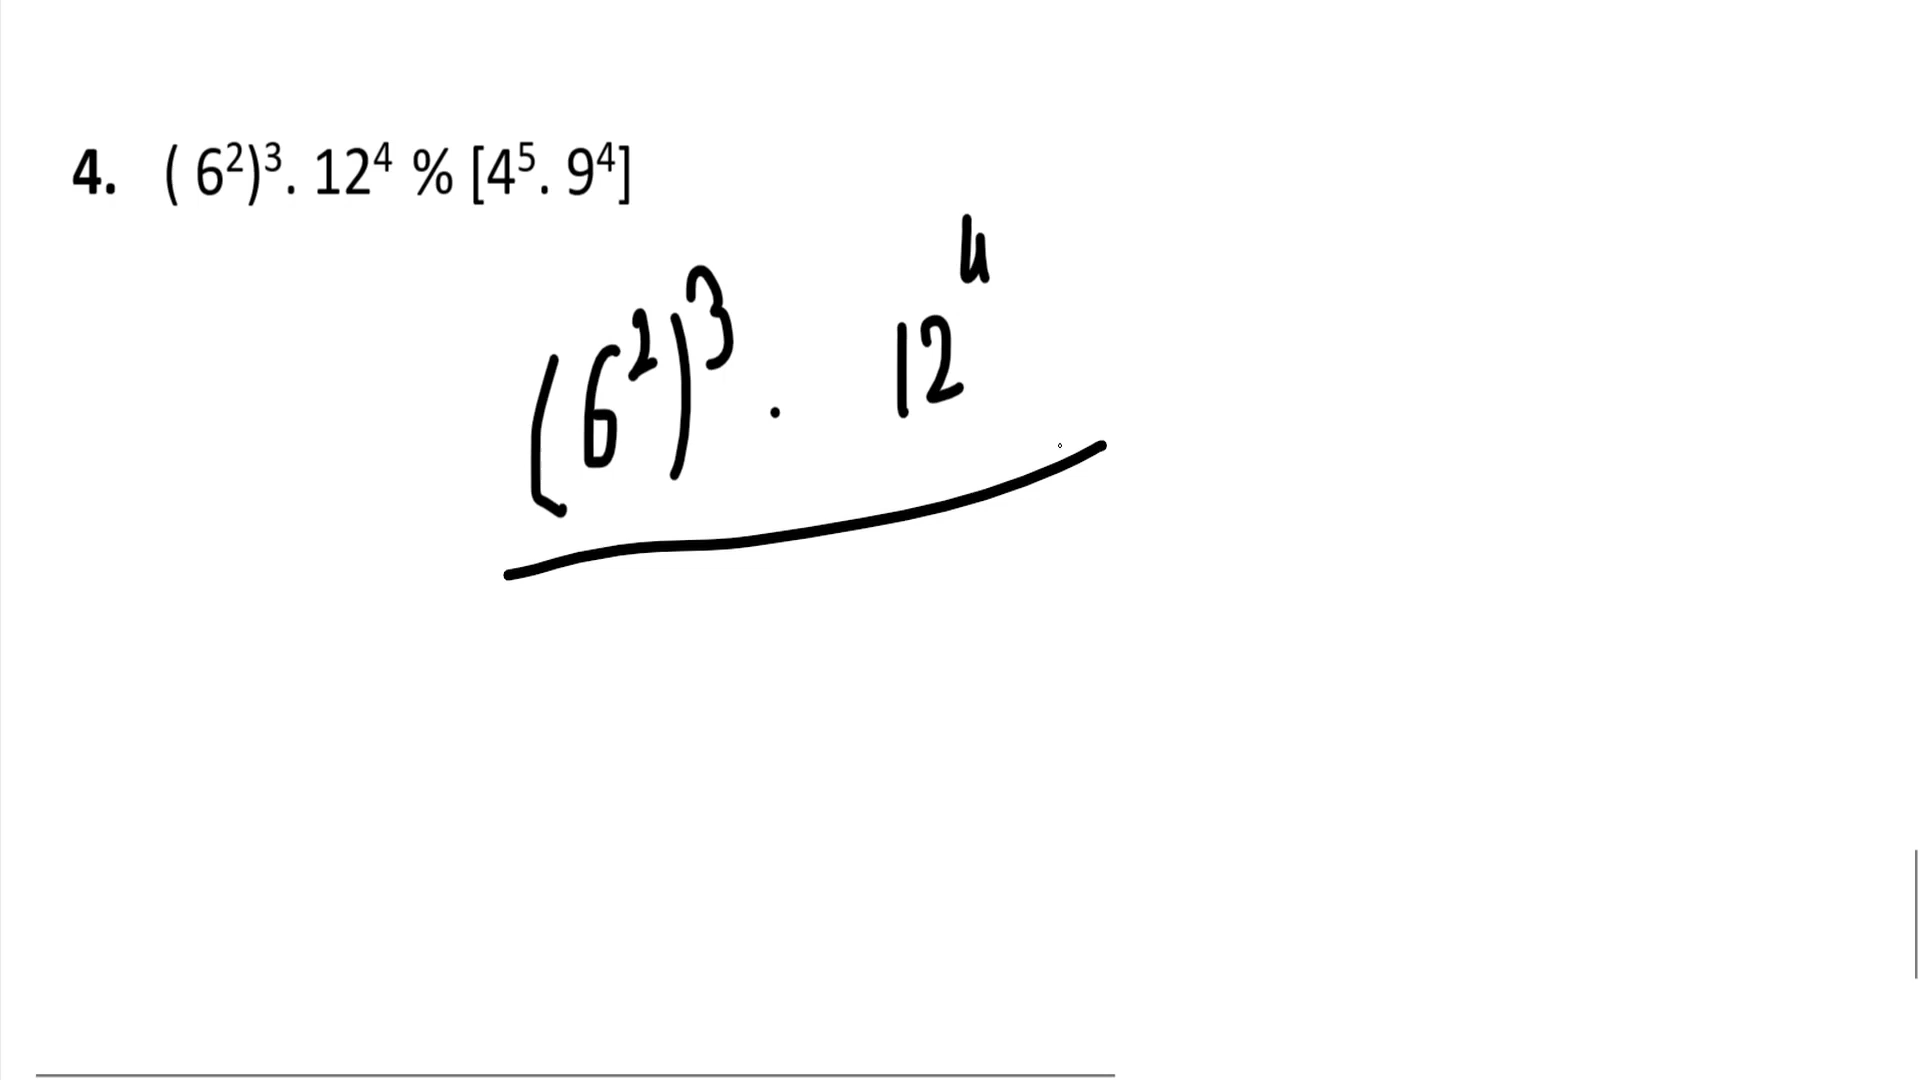 4. ( 6²)³. 12⁴ % [4⁵. 9⁴]
(6²)³ . 12⁴